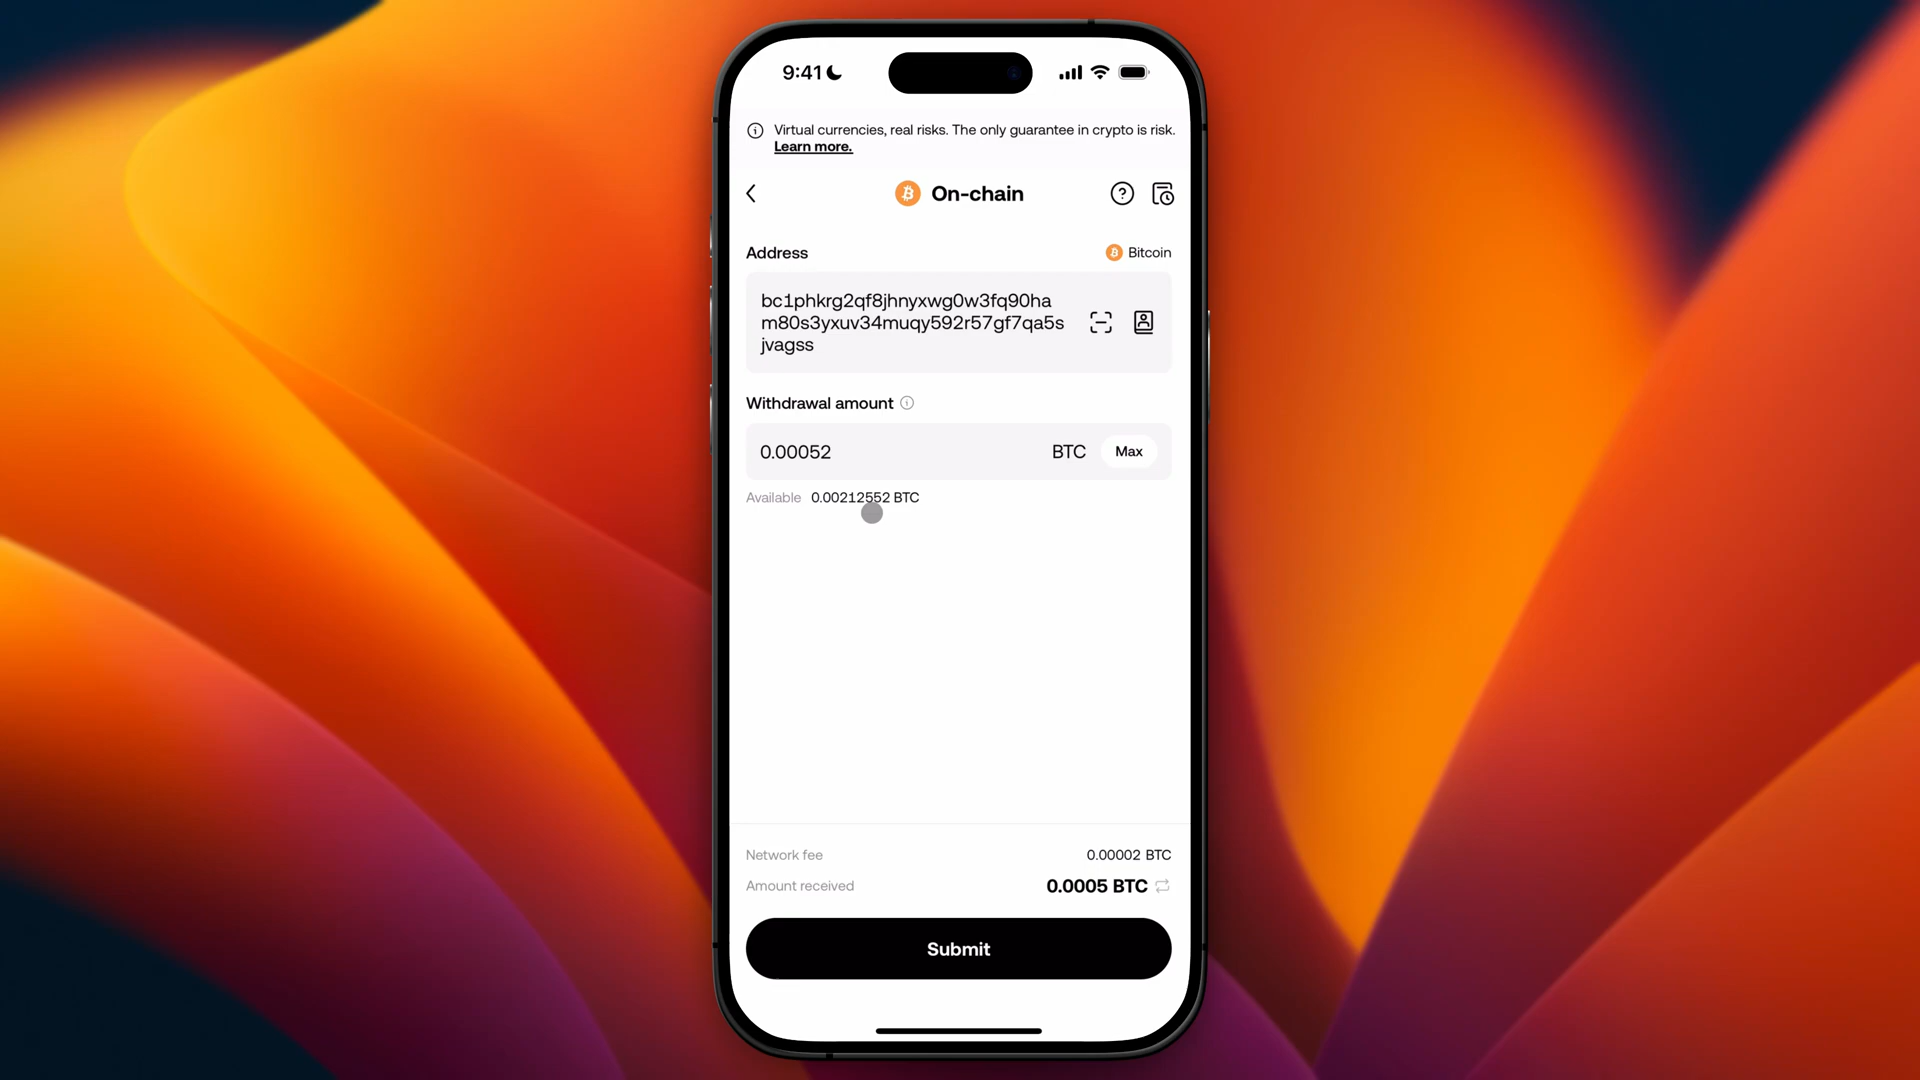 9:41
Virtual currencies, real risks. The only guarantee in crypto is risk.
Learn more.
On-chain
Address
Bitcoin
bc1phkrg2qf8jhnyxwg0w3fq90ha
m80s3yxuv34muqy592r57gf7qa5s
jvagss
Withdrawal amount
0.00052 BTC Max
Available 0.00212552 BTC
Network fee 0.00002 BTC
Amount received 0.0005 BTC
Submit